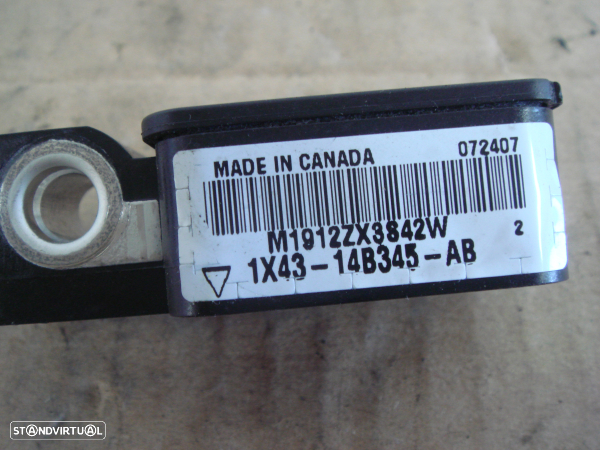 MADE IN CANADA 072407
M1912ZX3842W 2
1X43-14B345-AB
STANDVIRTUAL